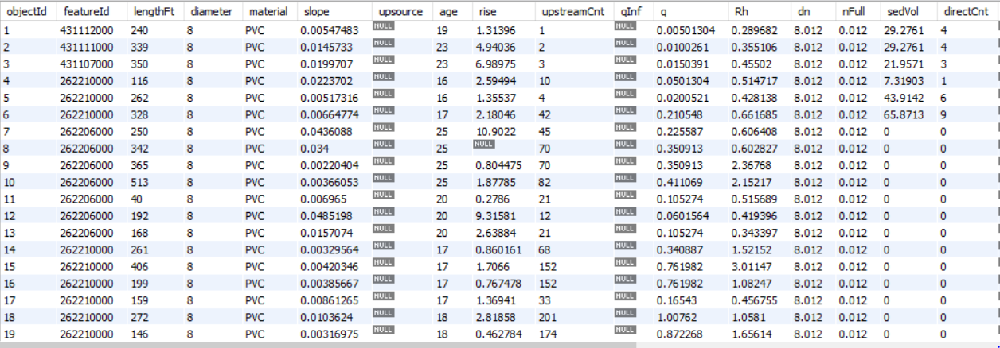 objectId featureId lengthFt diameter material slope upsource age rise upstreamCnt qInf q Rh dn nFull sedVol directCnt
1 431112000 240 8 PVC 0.00547483 NULL 19 1.31396 1 NULL 0.00501304 0.289682 8.012 0.012 29.2761 4
2 431111000 339 8 PVC 0.0145733 NULL 23 4.94036 2 NULL 0.0100261 0.355106 8.012 0.012 29.2761 4
3 431107000 350 8 PVC 0.0199707 NULL 23 6.98975 3 NULL 0.0150391 0.45502 8.012 0.012 21.9571 3
4 262210000 116 8 PVC 0.0223702 NULL 16 2.59494 10 NULL 0.0501304 0.514717 8.012 0.012 7.31903 1
5 262210000 262 8 PVC 0.00517316 NULL 16 1.35537 4 NULL 0.0200521 0.428138 8.012 0.012 43.9142 6
6 262210000 328 8 PVC 0.00664774 NULL 17 2.18046 42 NULL 0.210548 0.661685 8.012 0.012 65.8713 9
7 262206000 250 8 PVC 0.0436088 NULL 25 10.9022 45 NULL 0.225587 0.606408 8.012 0.012 0 0
8 262206000 342 8 PVC 0.034 NULL 25 NULL 70 NULL 0.350913 0.602827 8.012 0.012 0 0
9 262206000 365 8 PVC 0.00220404 NULL 25 0.804475 70 NULL 0.350913 2.36768 8.012 0.012 0 0
10 262206000 513 8 PVC 0.00366053 NULL 25 1.87785 82 NULL 0.411069 2.15217 8.012 0.012 0 0
11 262206000 40 8 PVC 0.006965 NULL 20 0.2786 21 NULL 0.105274 0.515689 8.012 0.012 0 0
12 262206000 192 8 PVC 0.0485198 NULL 20 9.31581 12 NULL 0.0601564 0.419396 8.012 0.012 0 0
13 262206000 168 8 PVC 0.0157074 NULL 20 2.63884 21 NULL 0.105274 0.343397 8.012 0.012 0 0
14 262210000 261 8 PVC 0.00329564 NULL 17 0.860161 68 NULL 0.340887 1.52152 8.012 0.012 0 0
15 262210000 406 8 PVC 0.00420346 NULL 17 1.7066 152 NULL 0.761982 3.01147 8.012 0.012 0 0
16 262210000 199 8 PVC 0.00385667 NULL 17 0.767478 152 NULL 0.761982 1.08247 8.012 0.012 0 0
17 262210000 159 8 PVC 0.00861265 NULL 17 1.36941 33 NULL 0.16543 0.456755 8.012 0.012 0 0
18 262210000 272 8 PVC 0.0103624 NULL 18 2.81858 201 NULL 1.00762 1.0581 8.012 0.012 0 0
19 262210000 146 8 PVC 0.00316975 NULL 18 0.462784 174 NULL 0.872268 1.65614 8.012 0.012 0 0